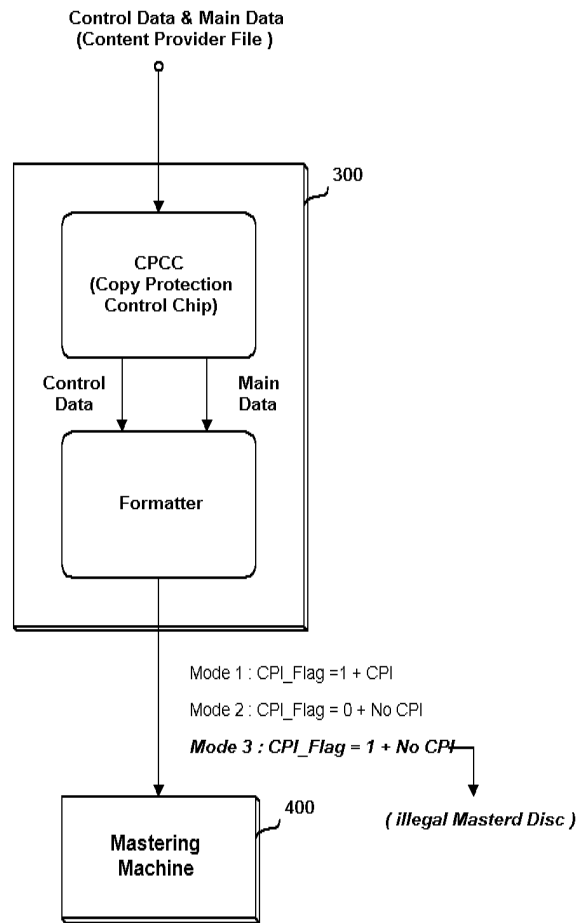 Control Data & Main Data
(Content Provider File )
300
CPCC
(Copy Protection
Control Chip)
Control
Data
Main
Data
Formatter
Mode 1 : CPI_Flag =1 + CPI
Mode 2 : CPI_Flag = 0 + No CPI
Mode 3 : CPI_Flag = 1 + No CPI
400
( illegal Masterd Disc )
Mastering
Machine